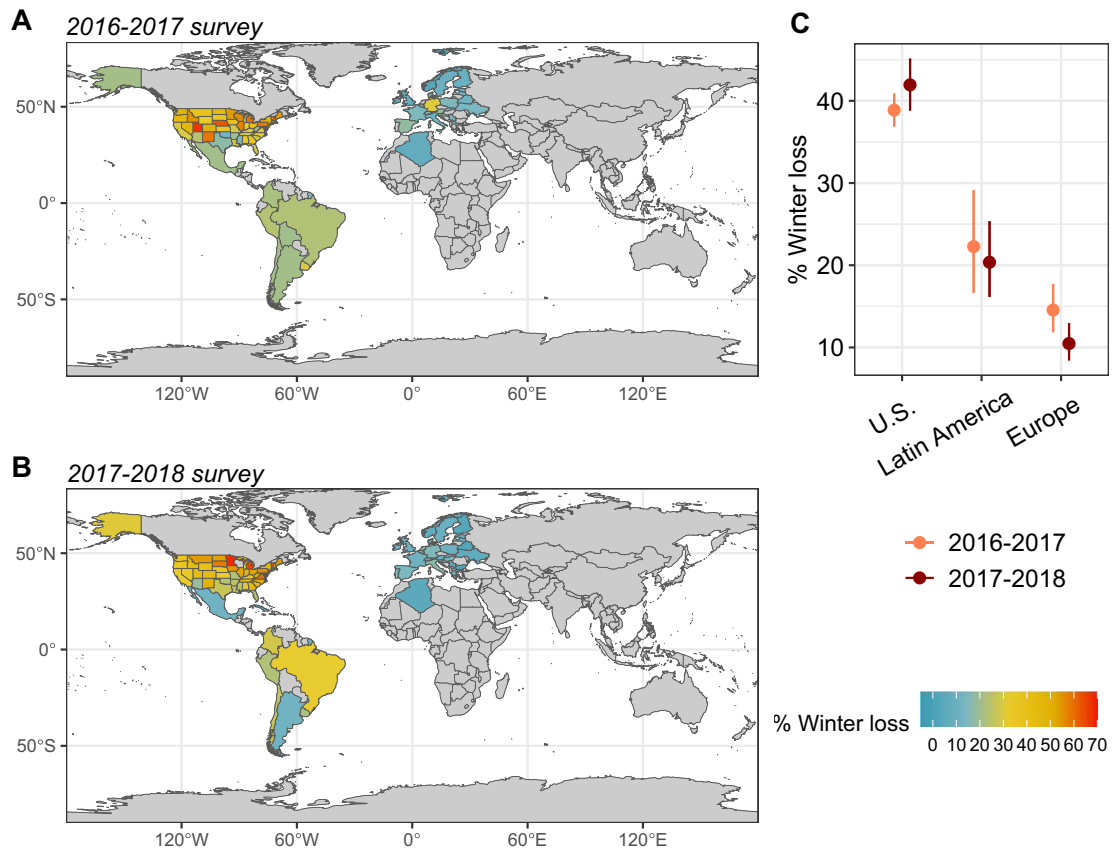 A
2016-2017 survey
50°N
0°
50°S
120°W 60°W 0° 60°E 120°E
B
2017-2018 survey
50°N
0°
50°S
120°W 60°W 0° 60°E 120°E
C
% Winter loss
40
30
20
10
U.S.
Latin America
Europe
2016-2017
2017-2018
% Winter loss
0 10 20 30 40 50 60 70